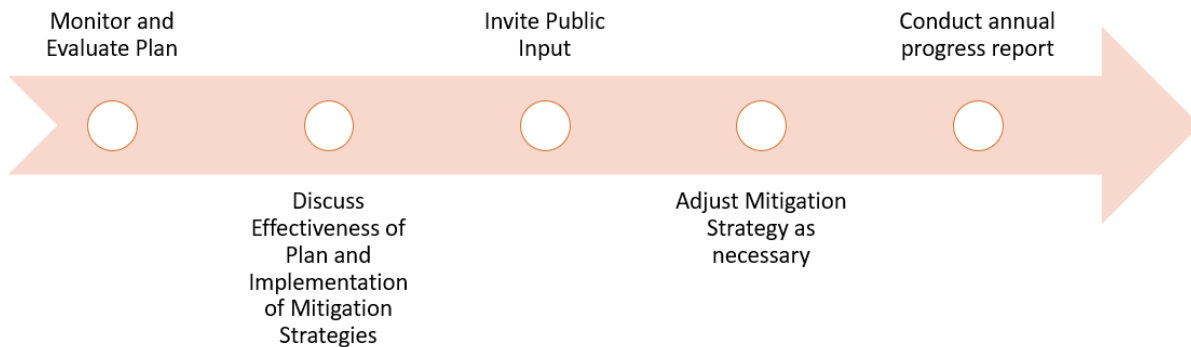 Monitor and
Evaluate Plan
Discuss
Effectiveness of
Plan and
Implementation
of Mitigation
Strategies
Invite Public
Input
Adjust Mitigation
Strategy as
necessary
Conduct annual
progress report